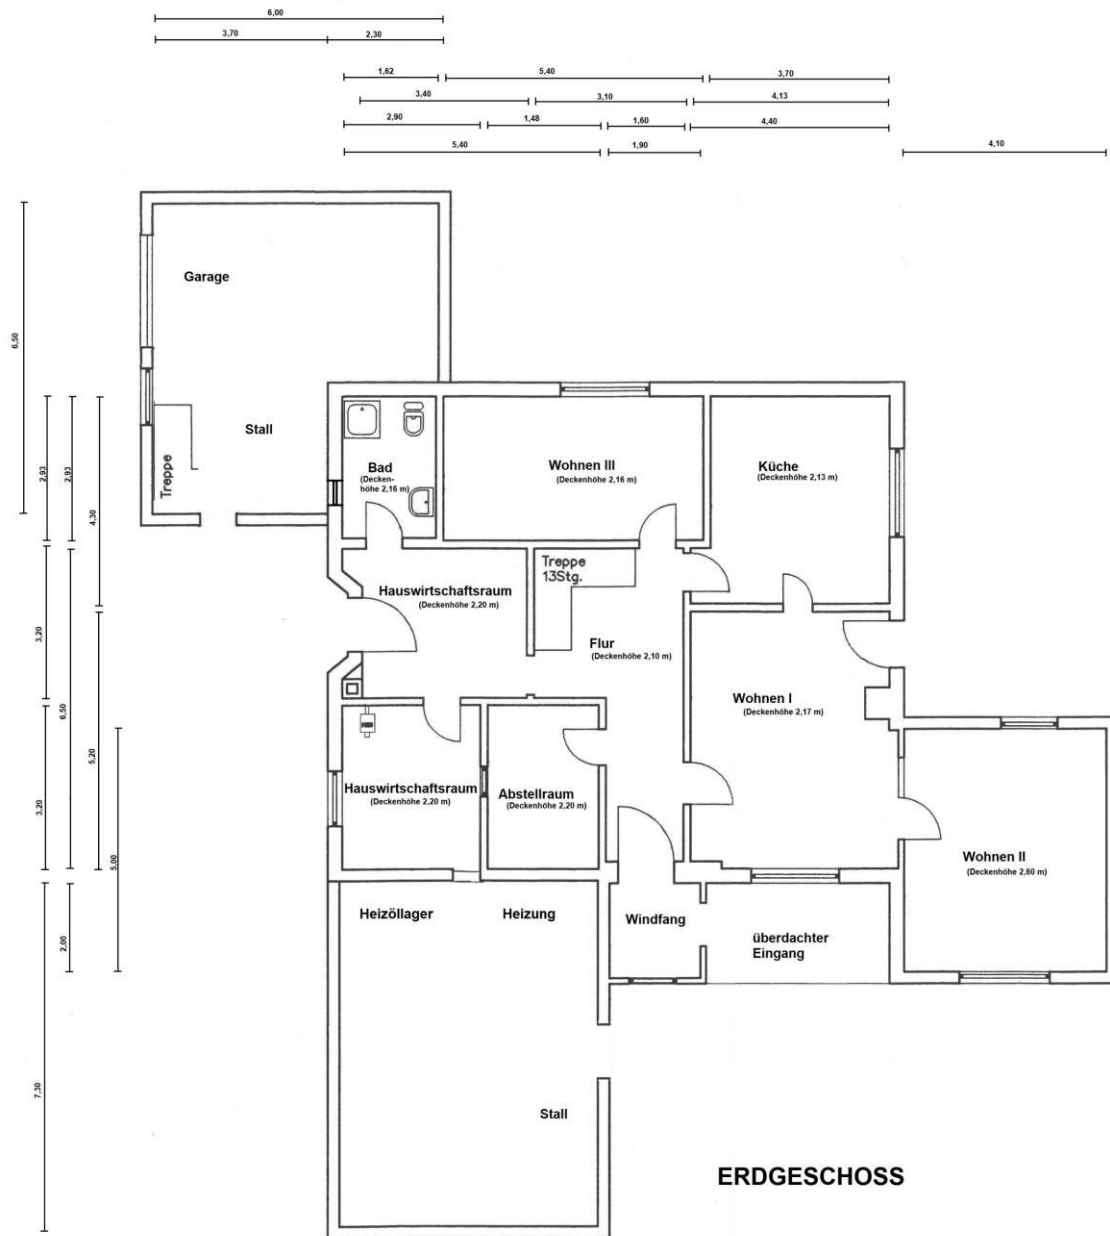 6,00
3,70
2,30
1,62
5,40
3,70
3,40
3,10
4,13
2,90
1,48
1,60
4,40
5,40
1,90
4,10
6,50
2,93
2,93
4,30
3,20
6,50
5,20
3,20
5,00
2,00
7,30
Garage
Stall
Treppe
Bad
(Decken-
höhe 2,16 m)
Wohnen III
(Deckenhöhe 2,16 m)
Küche
(Deckenhöhe 2,13 m)
Treppe
13Stg.
Hauswirtschaftsraum
(Deckenhöhe 2,20 m)
Flur
(Deckenhöhe 2,10 m)
Wohnen I
(Deckenhöhe 2,17 m)
Hauswirtschaftsraum
(Deckenhöhe 2,20 m)
Abstellraum
(Deckenhöhe 2,20 m)
Wohnen II
(Deckenhöhe 2,60 m)
Heizöllager
Heizung
Windfang
überdachter
Eingang
Stall
ERDGESCHOSS